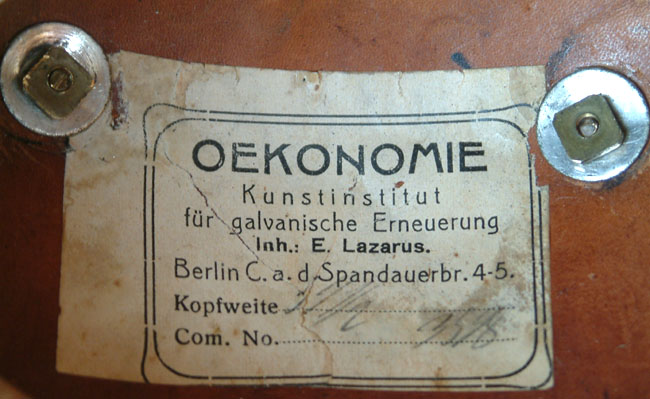 OEKONOMIE
Kunstinstitut
für galvanische Erneuerung
Inh.: E. Lazarus.
Berlin C. a. d. Spandauerbr. 4-5.
Kopfweite
Com. No.